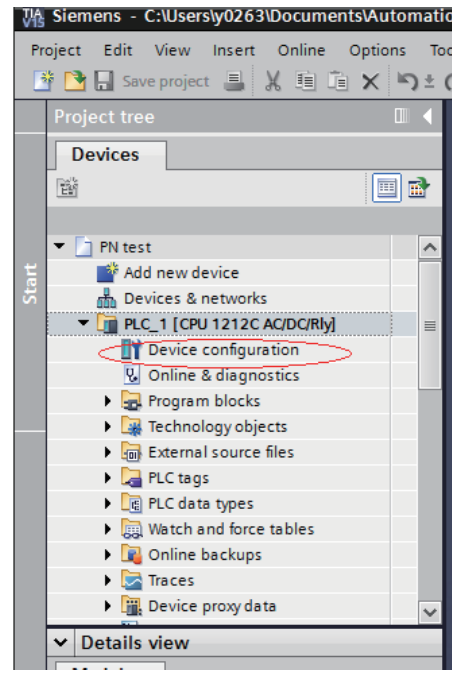 TIA V15 Siemens - C:\Users\y0263\Documents\Automatic
Project Edit View Insert Online Options
Save project
Project tree
Devices
Start
PN test
Add new device
Devices & networks
PLC_1 [CPU 1212C AC/DC/Rly]
Device configuration
Online & diagnostics
Program blocks
Technology objects
External source files
PLC tags
PLC data types
Watch and force tables
Online backups
Traces
Device proxy data
Details view